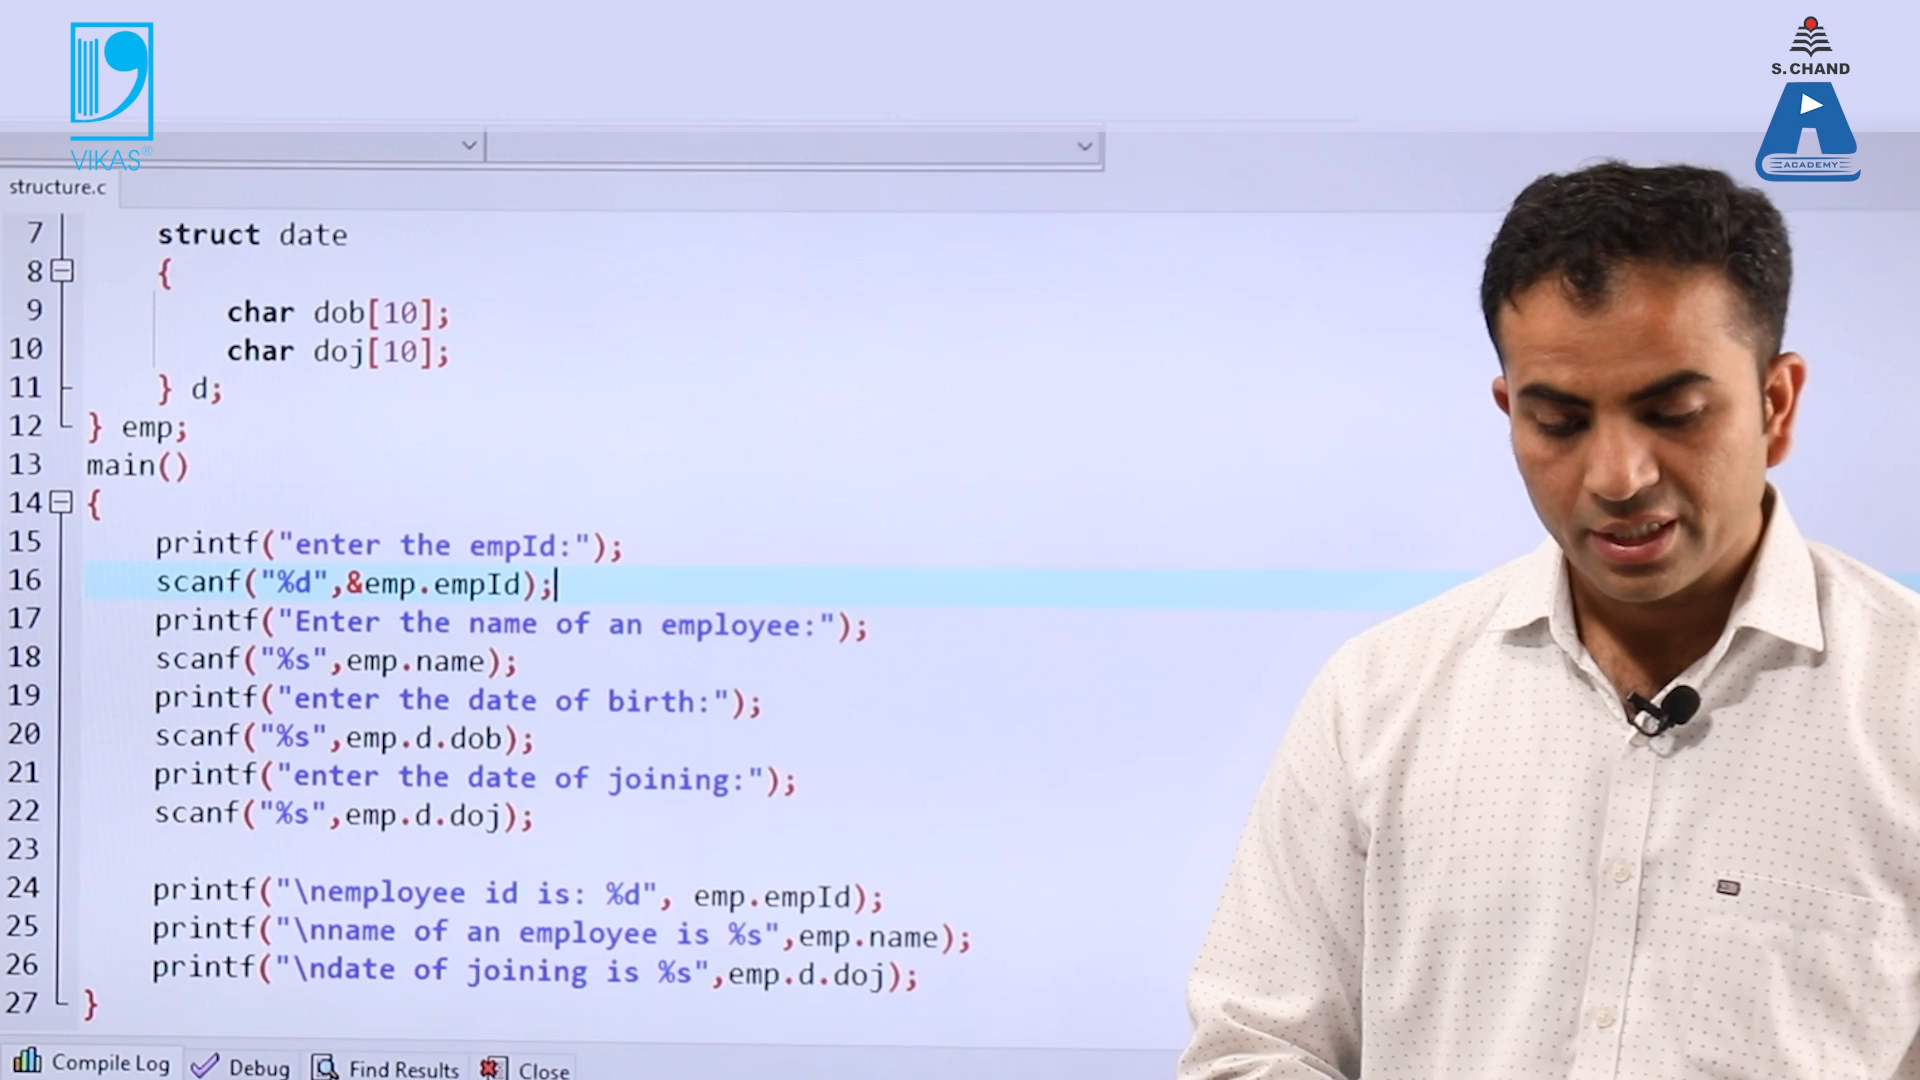 VIKAS®
S. CHAND
ACADEMY
structure.c
7 struct date
8 {
9 char dob[10];
10 char doj[10];
11 } d;
12 } emp;
13 main()
14 {
15 printf("enter the empId:");
16 scanf("%d",&emp.empId);
17 printf("Enter the name of an employee:");
18 scanf("%s",emp.name);
19 printf("enter the date of birth:");
20 scanf("%s",emp.d.dob);
21 printf("enter the date of joining:");
22 scanf("%s",emp.d.doj);
23
24 printf("\nemployee id is: %d", emp.empId);
25 printf("\nname of an employee is %s",emp.name);
26 printf("\ndate of joining is %s",emp.d.doj);
27 }
Compile Log Debug Find Results Close